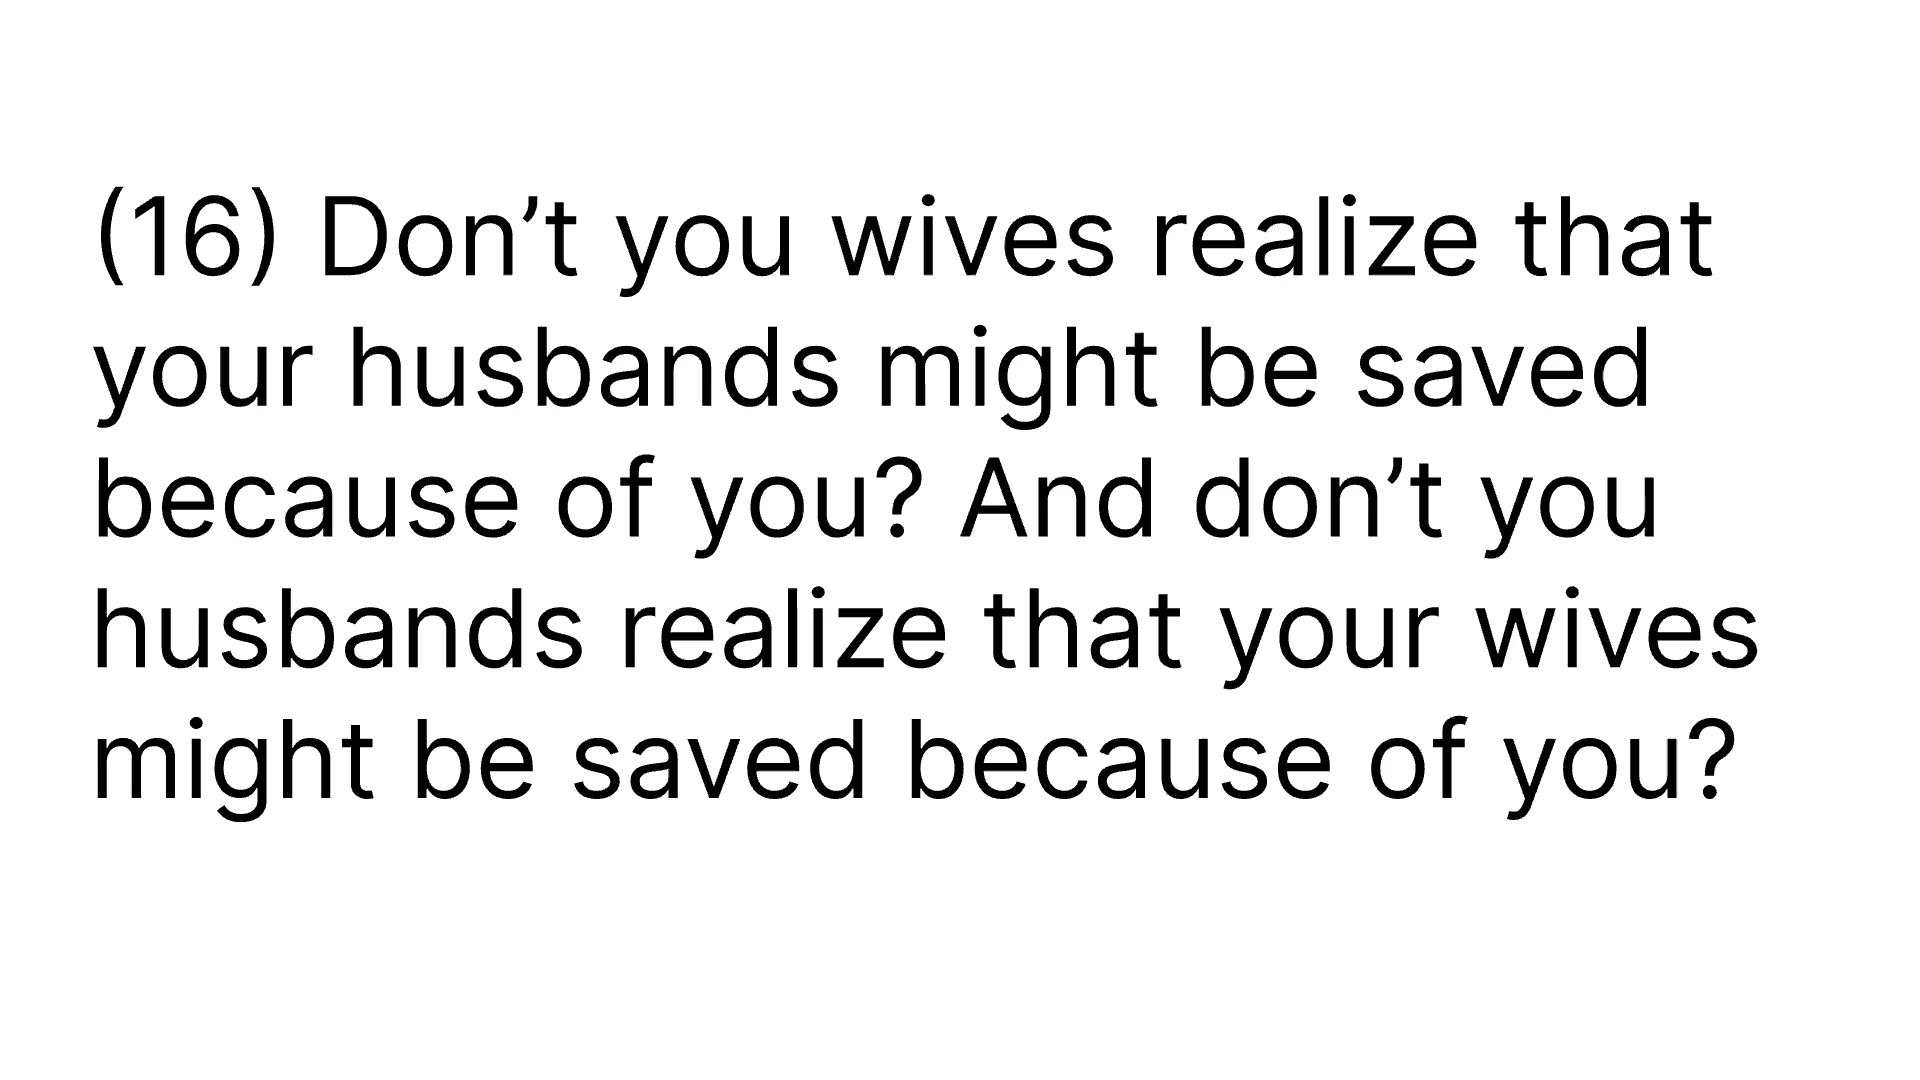 (16) Don’t you wives realize that
your husbands might be saved
because of you? And don’t you
husbands realize that your wives
might be saved because of you?